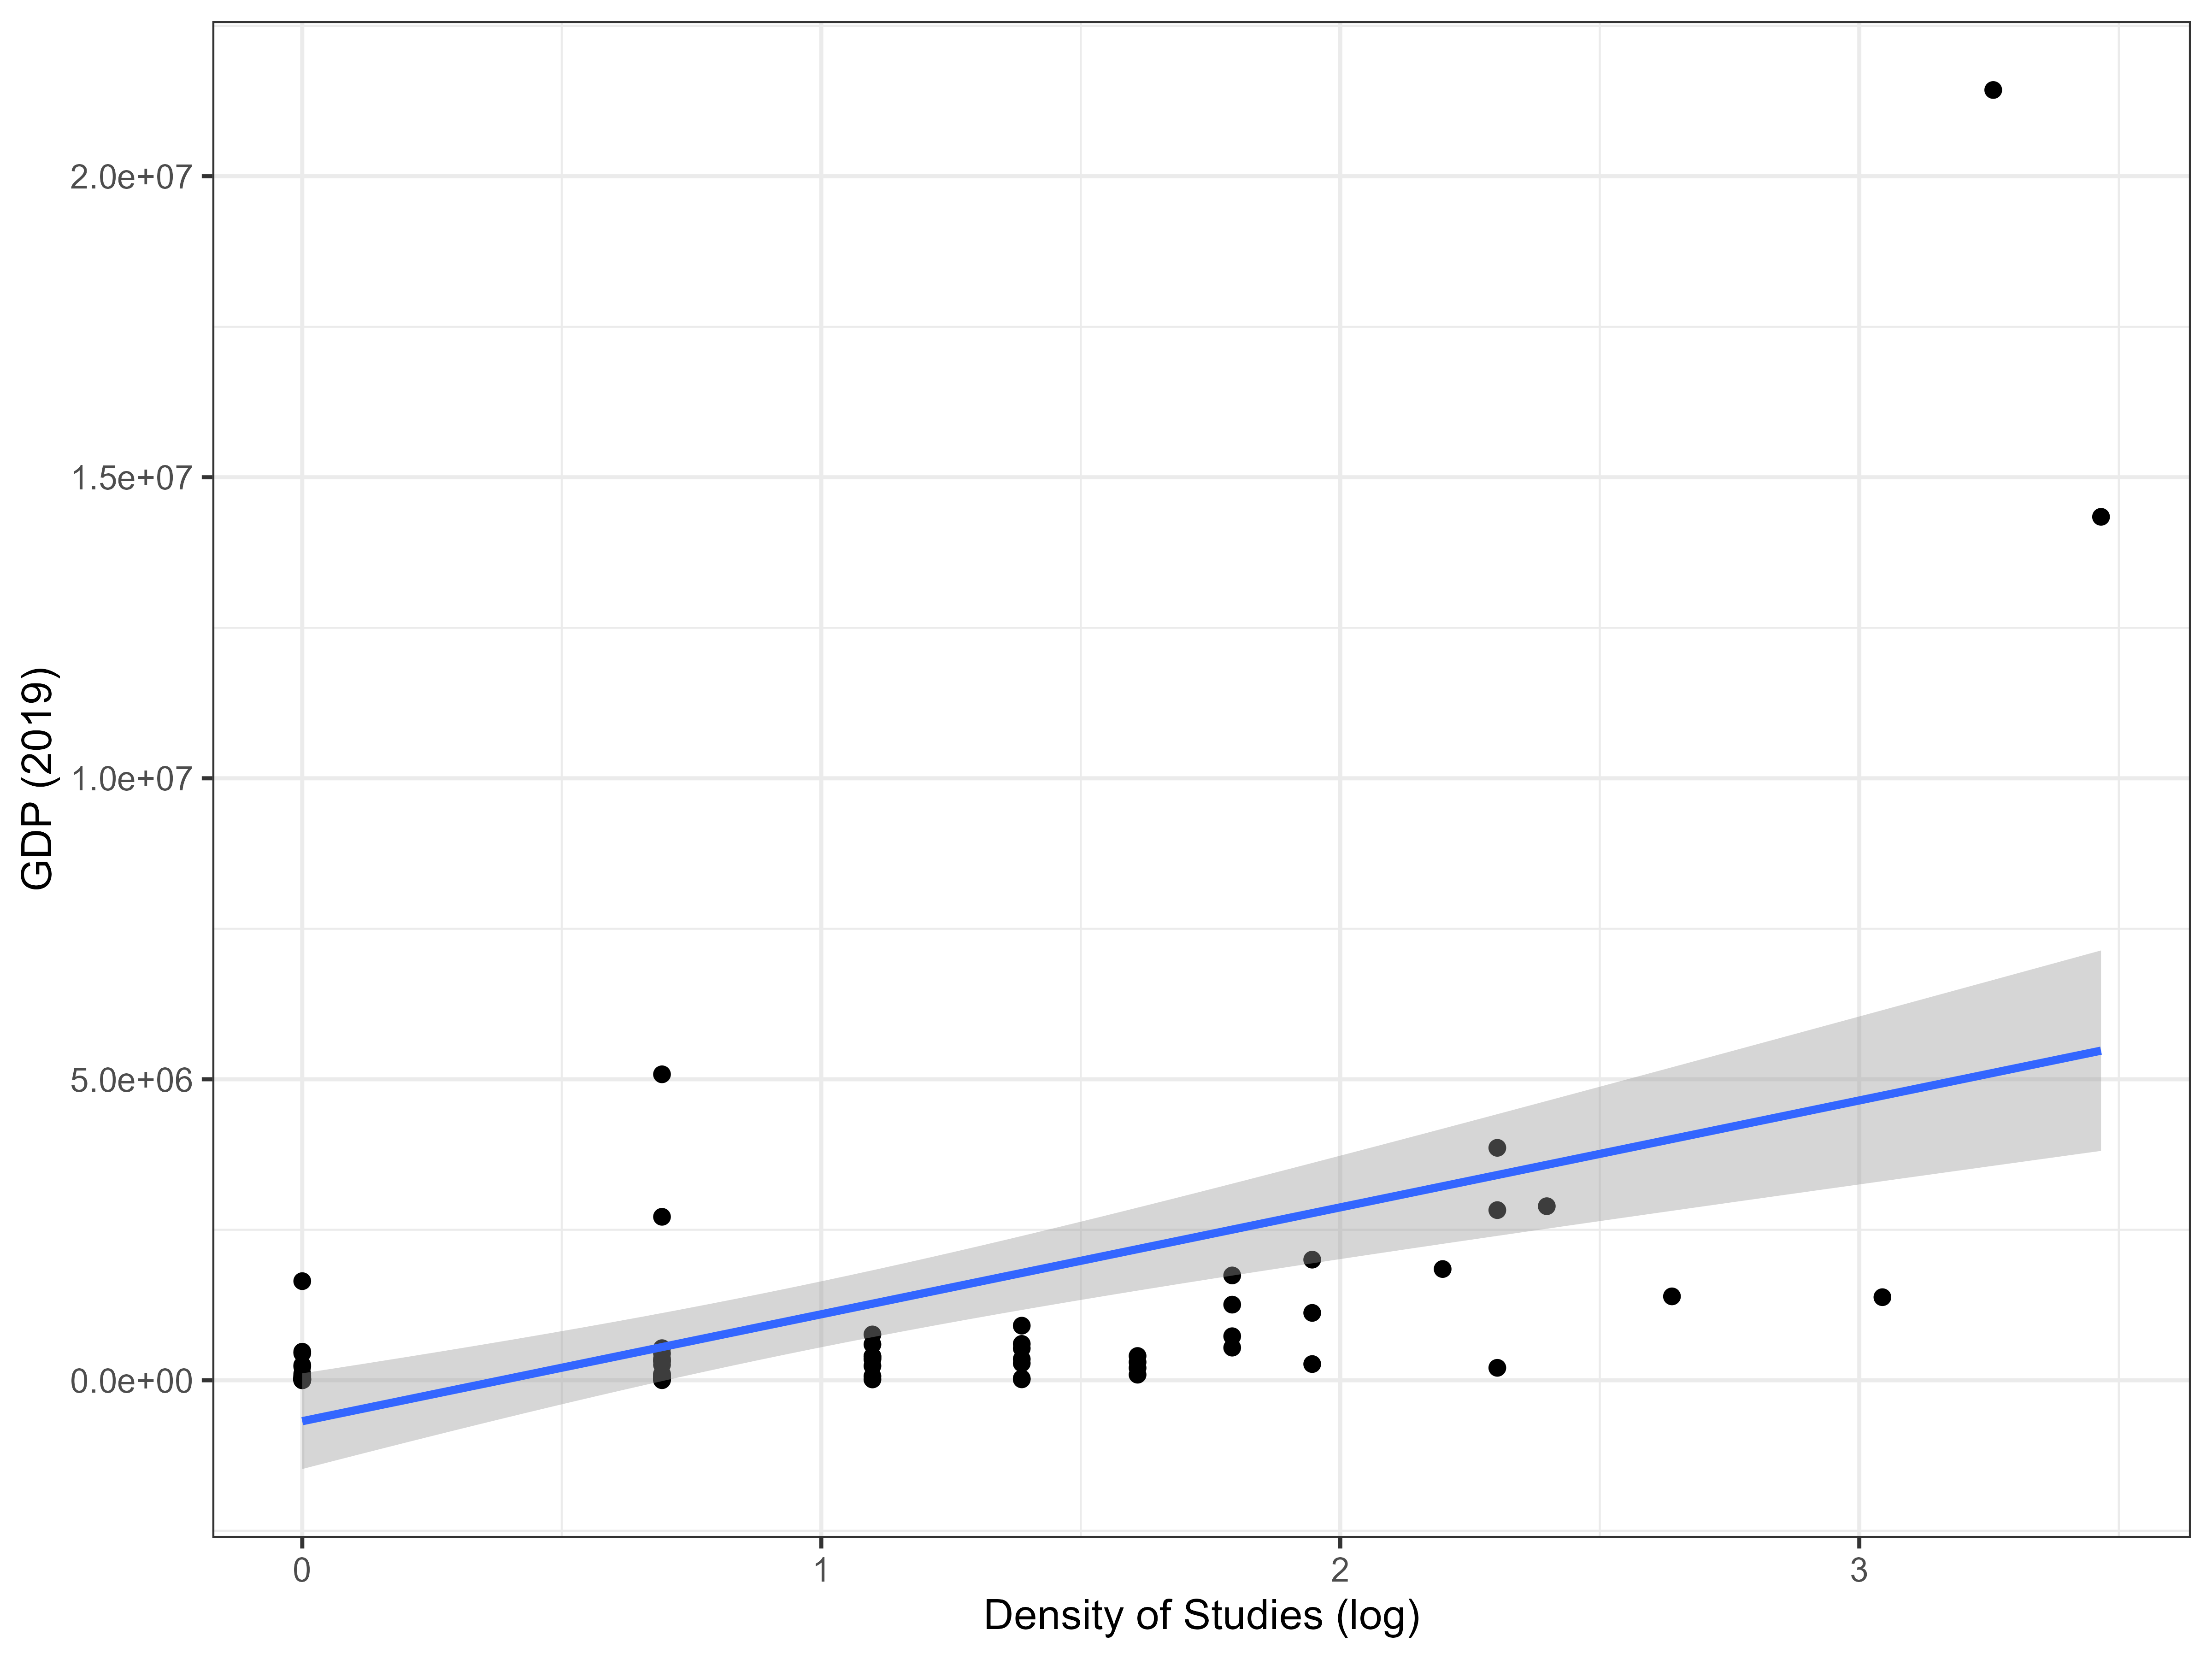 GDP (2019)
2.0e+07
1.5e+07
1.0e+07
5.0e+06
0.0e+00
0
1
2
3
Density of Studies (log)